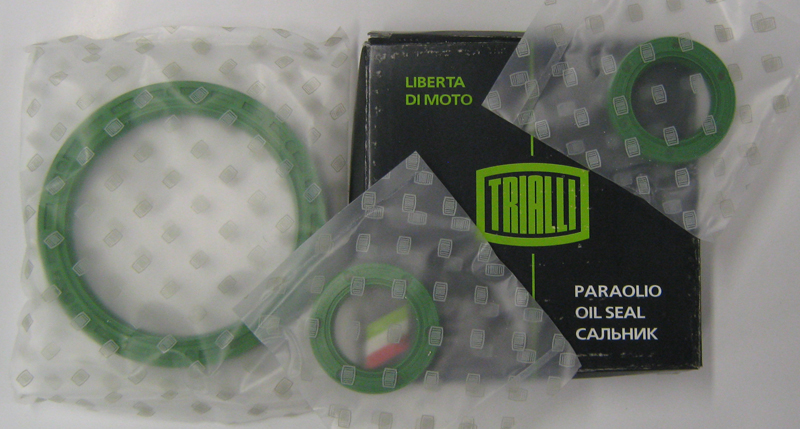 LIBERTA
DI MOTO
TRIALLI
PARAOLIO
OIL SEAL
САЛЬНИК